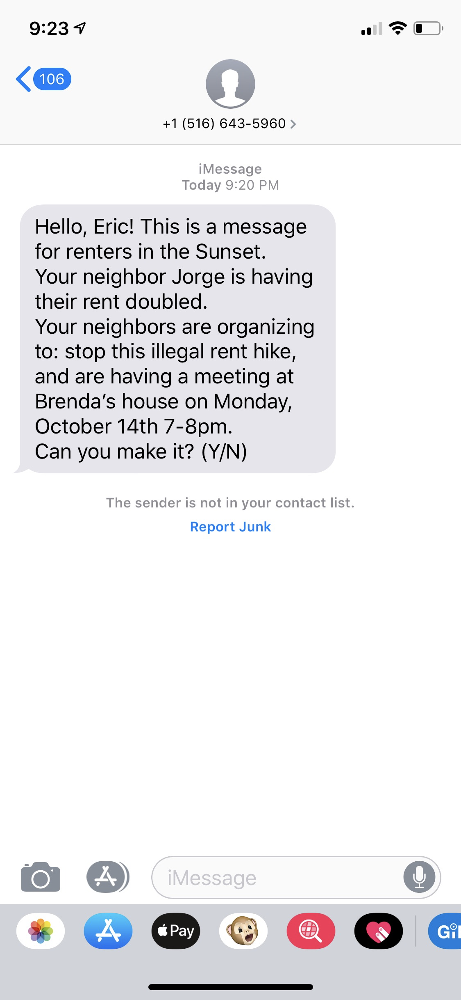 9:23
106
+1 (516) 643-5960
iMessage
Today 9:20 PM
Hello, Eric! This is a message
for renters in the Sunset.
Your neighbor Jorge is having
their rent doubled.
Your neighbors are organizing
to: stop this illegal rent hike,
and are having a meeting at
Brenda’s house on Monday,
October 14th 7-8pm.
Can you make it? (Y/N)
The sender is not in your contact list.
Report Junk
iMessage
Pay